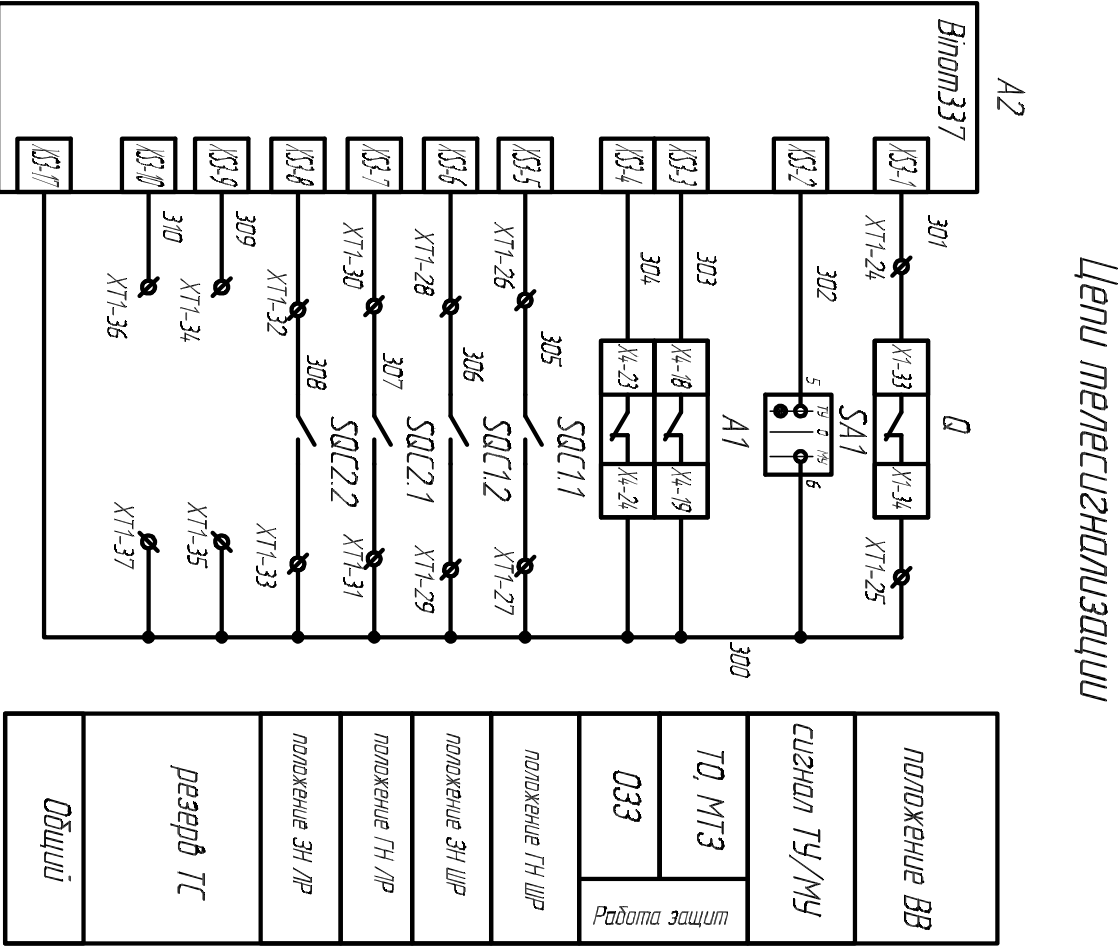 Цепи телесигнализации
A2
Binom337
XS3-1
301
XT1-24
Q
X1-33
X1-34
XT1-25
положение ВВ
XS3-2
302
5
SA1
ТУ 0 МУ
6
сигнал ТУ/МУ
XS3-3
303
A1
X4-18
X4-19
300
ТО, МТЗ
XS3-4
304
X4-23
X4-24
ОЗЗ
Работа защит
XS3-5
XT1-26
305
SQC1.1
XT1-27
положение ГН ШР
XS3-6
XT1-28
306
SQC1.2
XT1-29
положение ЗН ШР
XS3-7
XT1-30
307
SQC2.1
XT1-31
положение ГН ЛР
XS3-8
XT1-32
308
SQC2.2
XT1-33
положение ЗН ЛР
XS3-9
309
XT1-34
XT1-35
XS3-10
310
XT1-36
XT1-37
резерв ТС
XS3-17
Общий